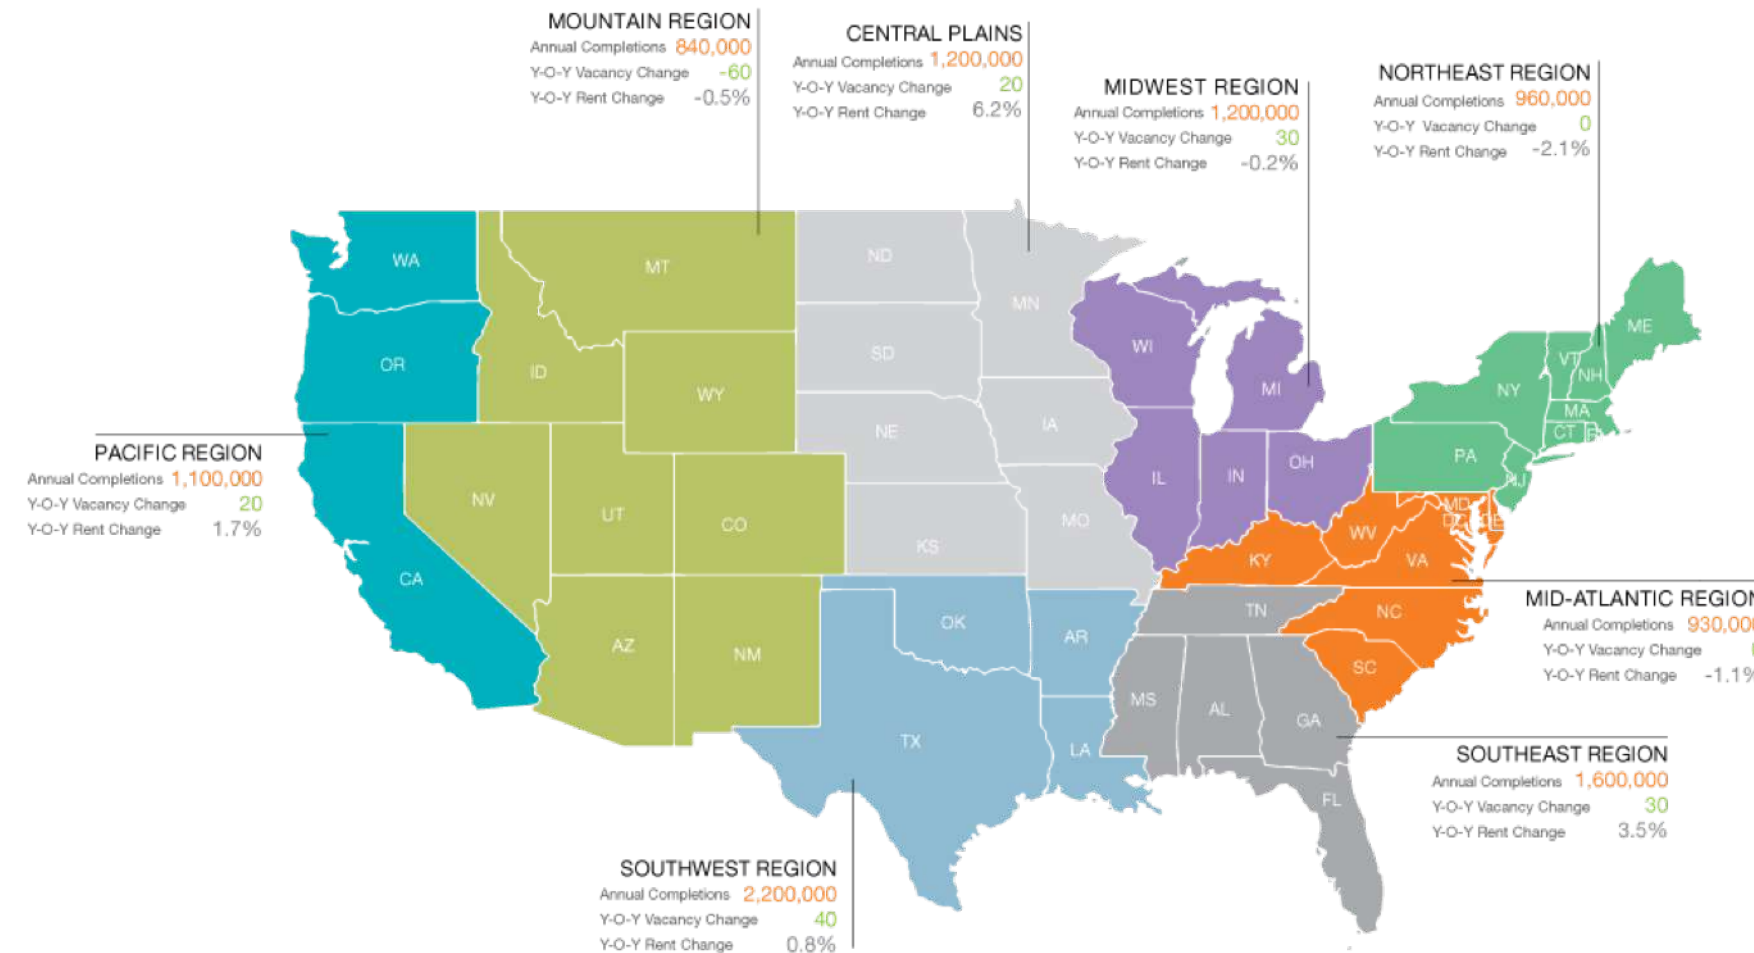 MOUNTAIN REGION
Annual Completions 840,000
Y-O-Y Vacancy Change -60
Y-O-Y Rent Change -0.5%
CENTRAL PLAINS
Annual Completions 1,200,000
Y-O-Y Vacancy Change 20
Y-O-Y Rent Change 6.2%
MIDWEST REGION
Annual Completions 1,200,000
Y-O-Y Vacancy Change 30
Y-O-Y Rent Change -0.2%
NORTHEAST REGION
Annual Completions 960,000
Y-O-Y Vacancy Change 0
Y-O-Y Rent Change -2.1%
WA
MT
ND
MN
OR
ID
WY
SD
WI
MI
NY
VT
NH
ME
MA
CT
NE
IA
IL
IN
OH
PA
NJ
PACIFIC REGION
Annual Completions 1,100,000
Y-O-Y Vacancy Change 20
Y-O-Y Rent Change 1.7%
NV
UT
CO
KS
MO
KY
WV
VA
MD
DC
DE
CA
AZ
NM
OK
AR
TN
NC
SC
MID-ATLANTIC REGION
Annual Completions 930,00
Y-O-Y Vacancy Change
Y-O-Y Rent Change -1.1%
TX
LA
MS
AL
GA
FL
SOUTHEAST REGION
Annual Completions 1,600,000
Y-O-Y Vacancy Change 30
Y-O-Y Rent Change 3.5%
SOUTHWEST REGION
Annual Completions 2,200,000
Y-O-Y Vacancy Change 40
Y-O-Y Rent Change 0.8%